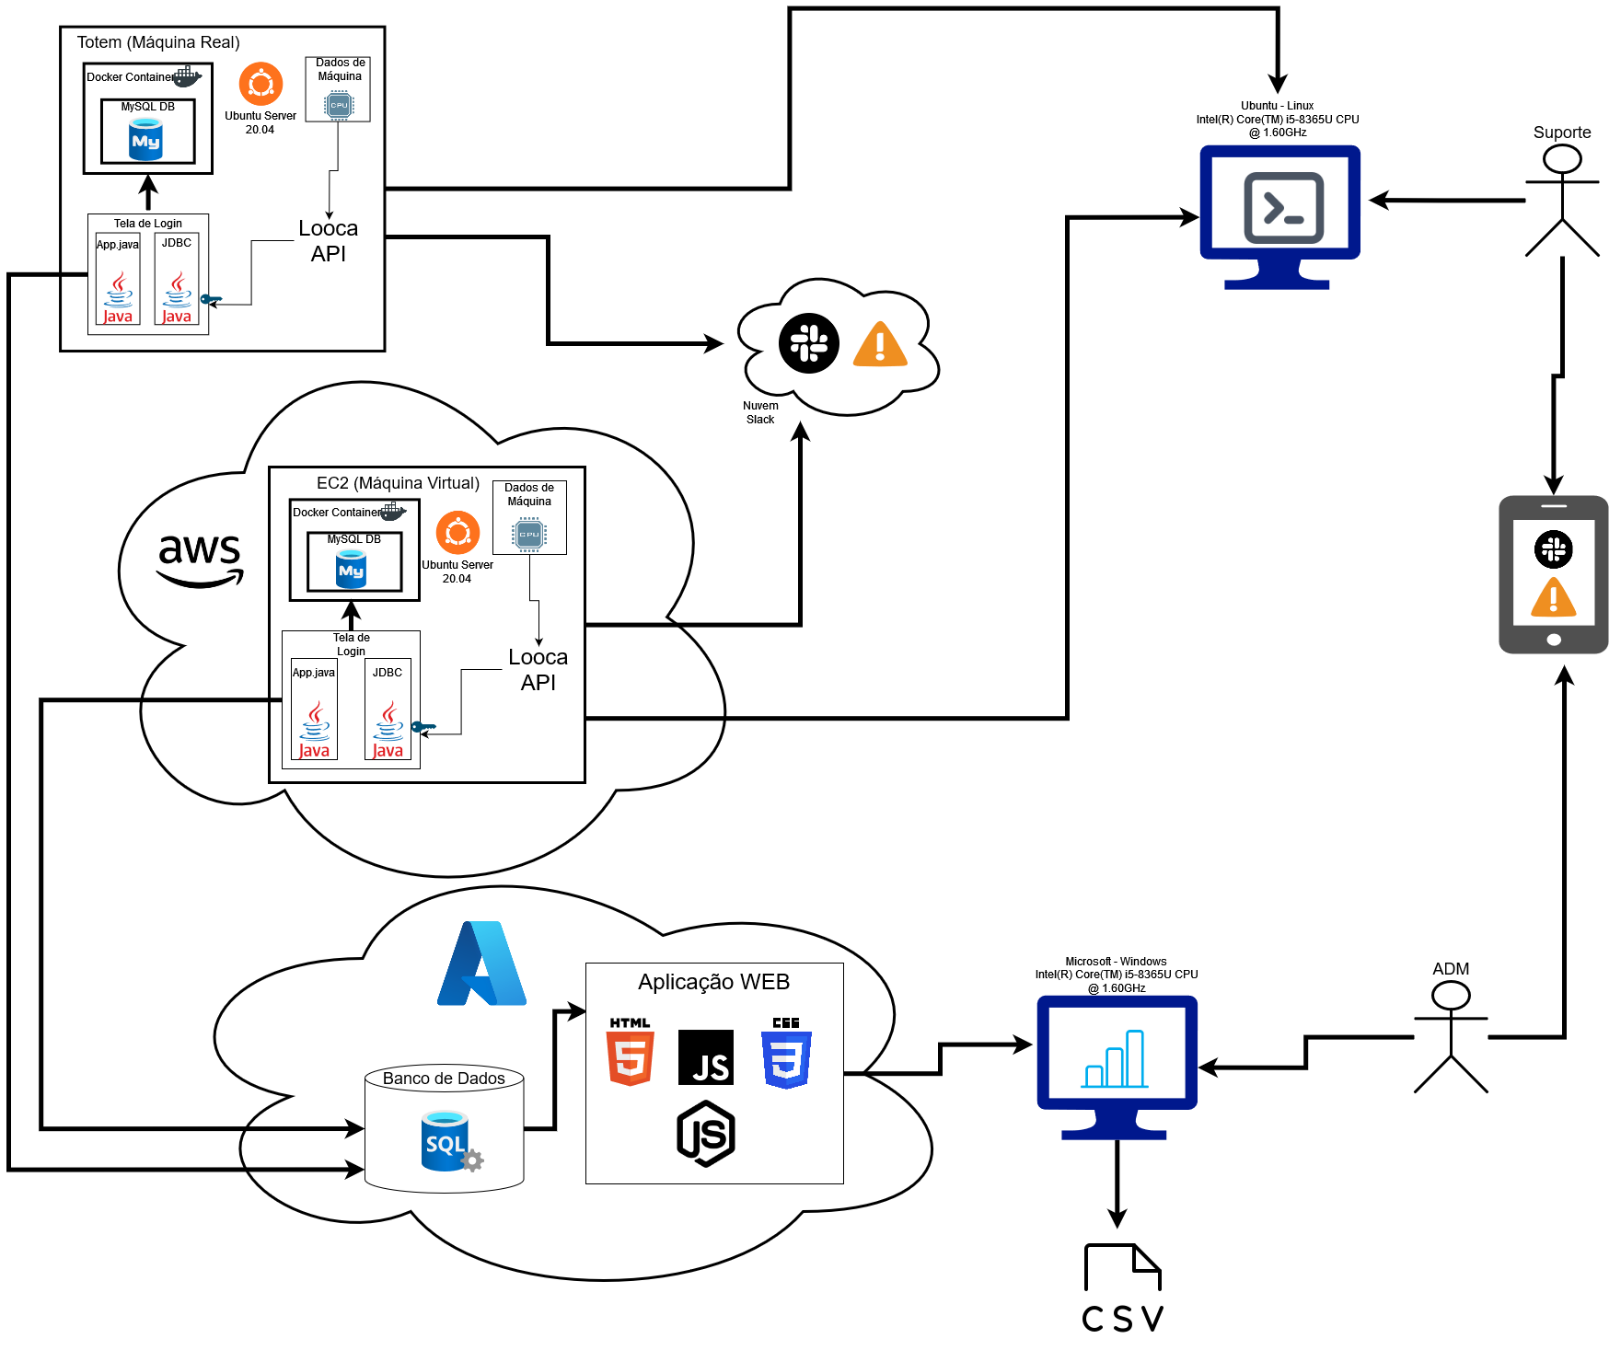 Totem (Máquina Real)
Docker Container
MySQL DB
My
Ubuntu Server
20.04
Dados de
Máquina
CPU
Looca
API
Tela de Login
App.java
JDBC
Java
Java
Ubuntu - Linux
Intel(R) Core(TM) i5-8365U CPU
@ 1.60GHz
Suporte
Nuvem
Slack
aws
EC2 (Máquina Virtual)
Docker Container
MySQL DB
My
Ubuntu Server
20.04
Dados de
Máquina
CPU
Looca
API
Tela de
Login
App.java
JDBC
Java
Java
Aplicação WEB
HTML
5
JS
CSS
3
JS
Banco de Dados
SQL
Microsoft - Windows
Intel(R) Core(TM) i5-8365U CPU
@ 1.60GHz
ADM
CSV